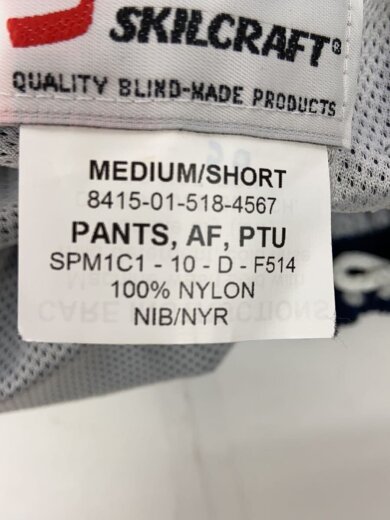 SKILCRAFT®
QUALITY BLIND-MADE PRODUCTS
MEDIUM/SHORT
8415-01-518-4567
PANTS, AF, PTU
SPM1C1 - 10 - D - F514
100% NYLON
NIB/NYR